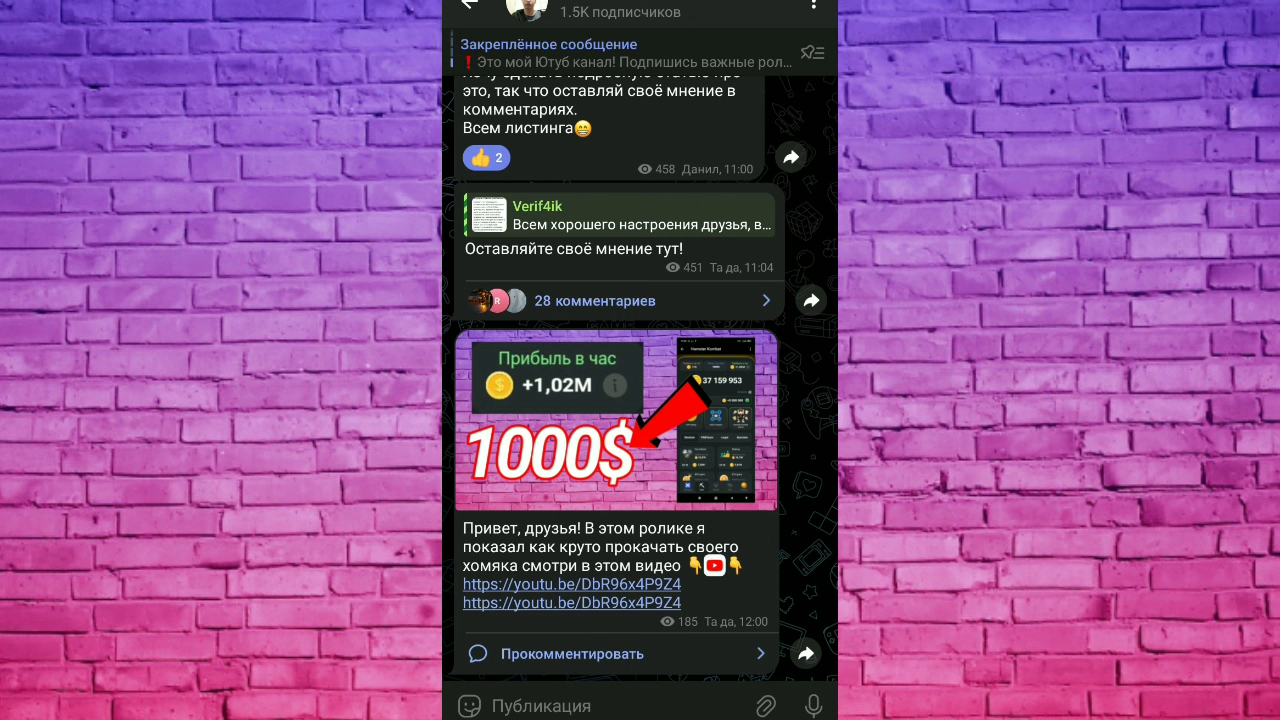 1.5K подписчиков
Закреплённое сообщение
❗Это мой Ютуб канал! Подпишись важные рол...
это, так что оставляй своё мнение в
комментариях.
Всем листинга😁
👍 2
458 Данил, 11:00
Verif4ik
Всем хорошего настроения друзья, в...
Оставляйте своё мнение тут!
451 Та да, 11:04
R
28 комментариев
Прибыль в час
+1,02M
1000$
Hamster Kombat
37 159 953
Привет, друзья! В этом ролике я
показал как круто прокачать своего
хомяка смотри в этом видео 👇▶️👇
https://youtu.be/DbR96x4P9Z4
https://youtu.be/DbR96x4P9Z4
185 Та да, 12:00
Прокомментировать
Публикация